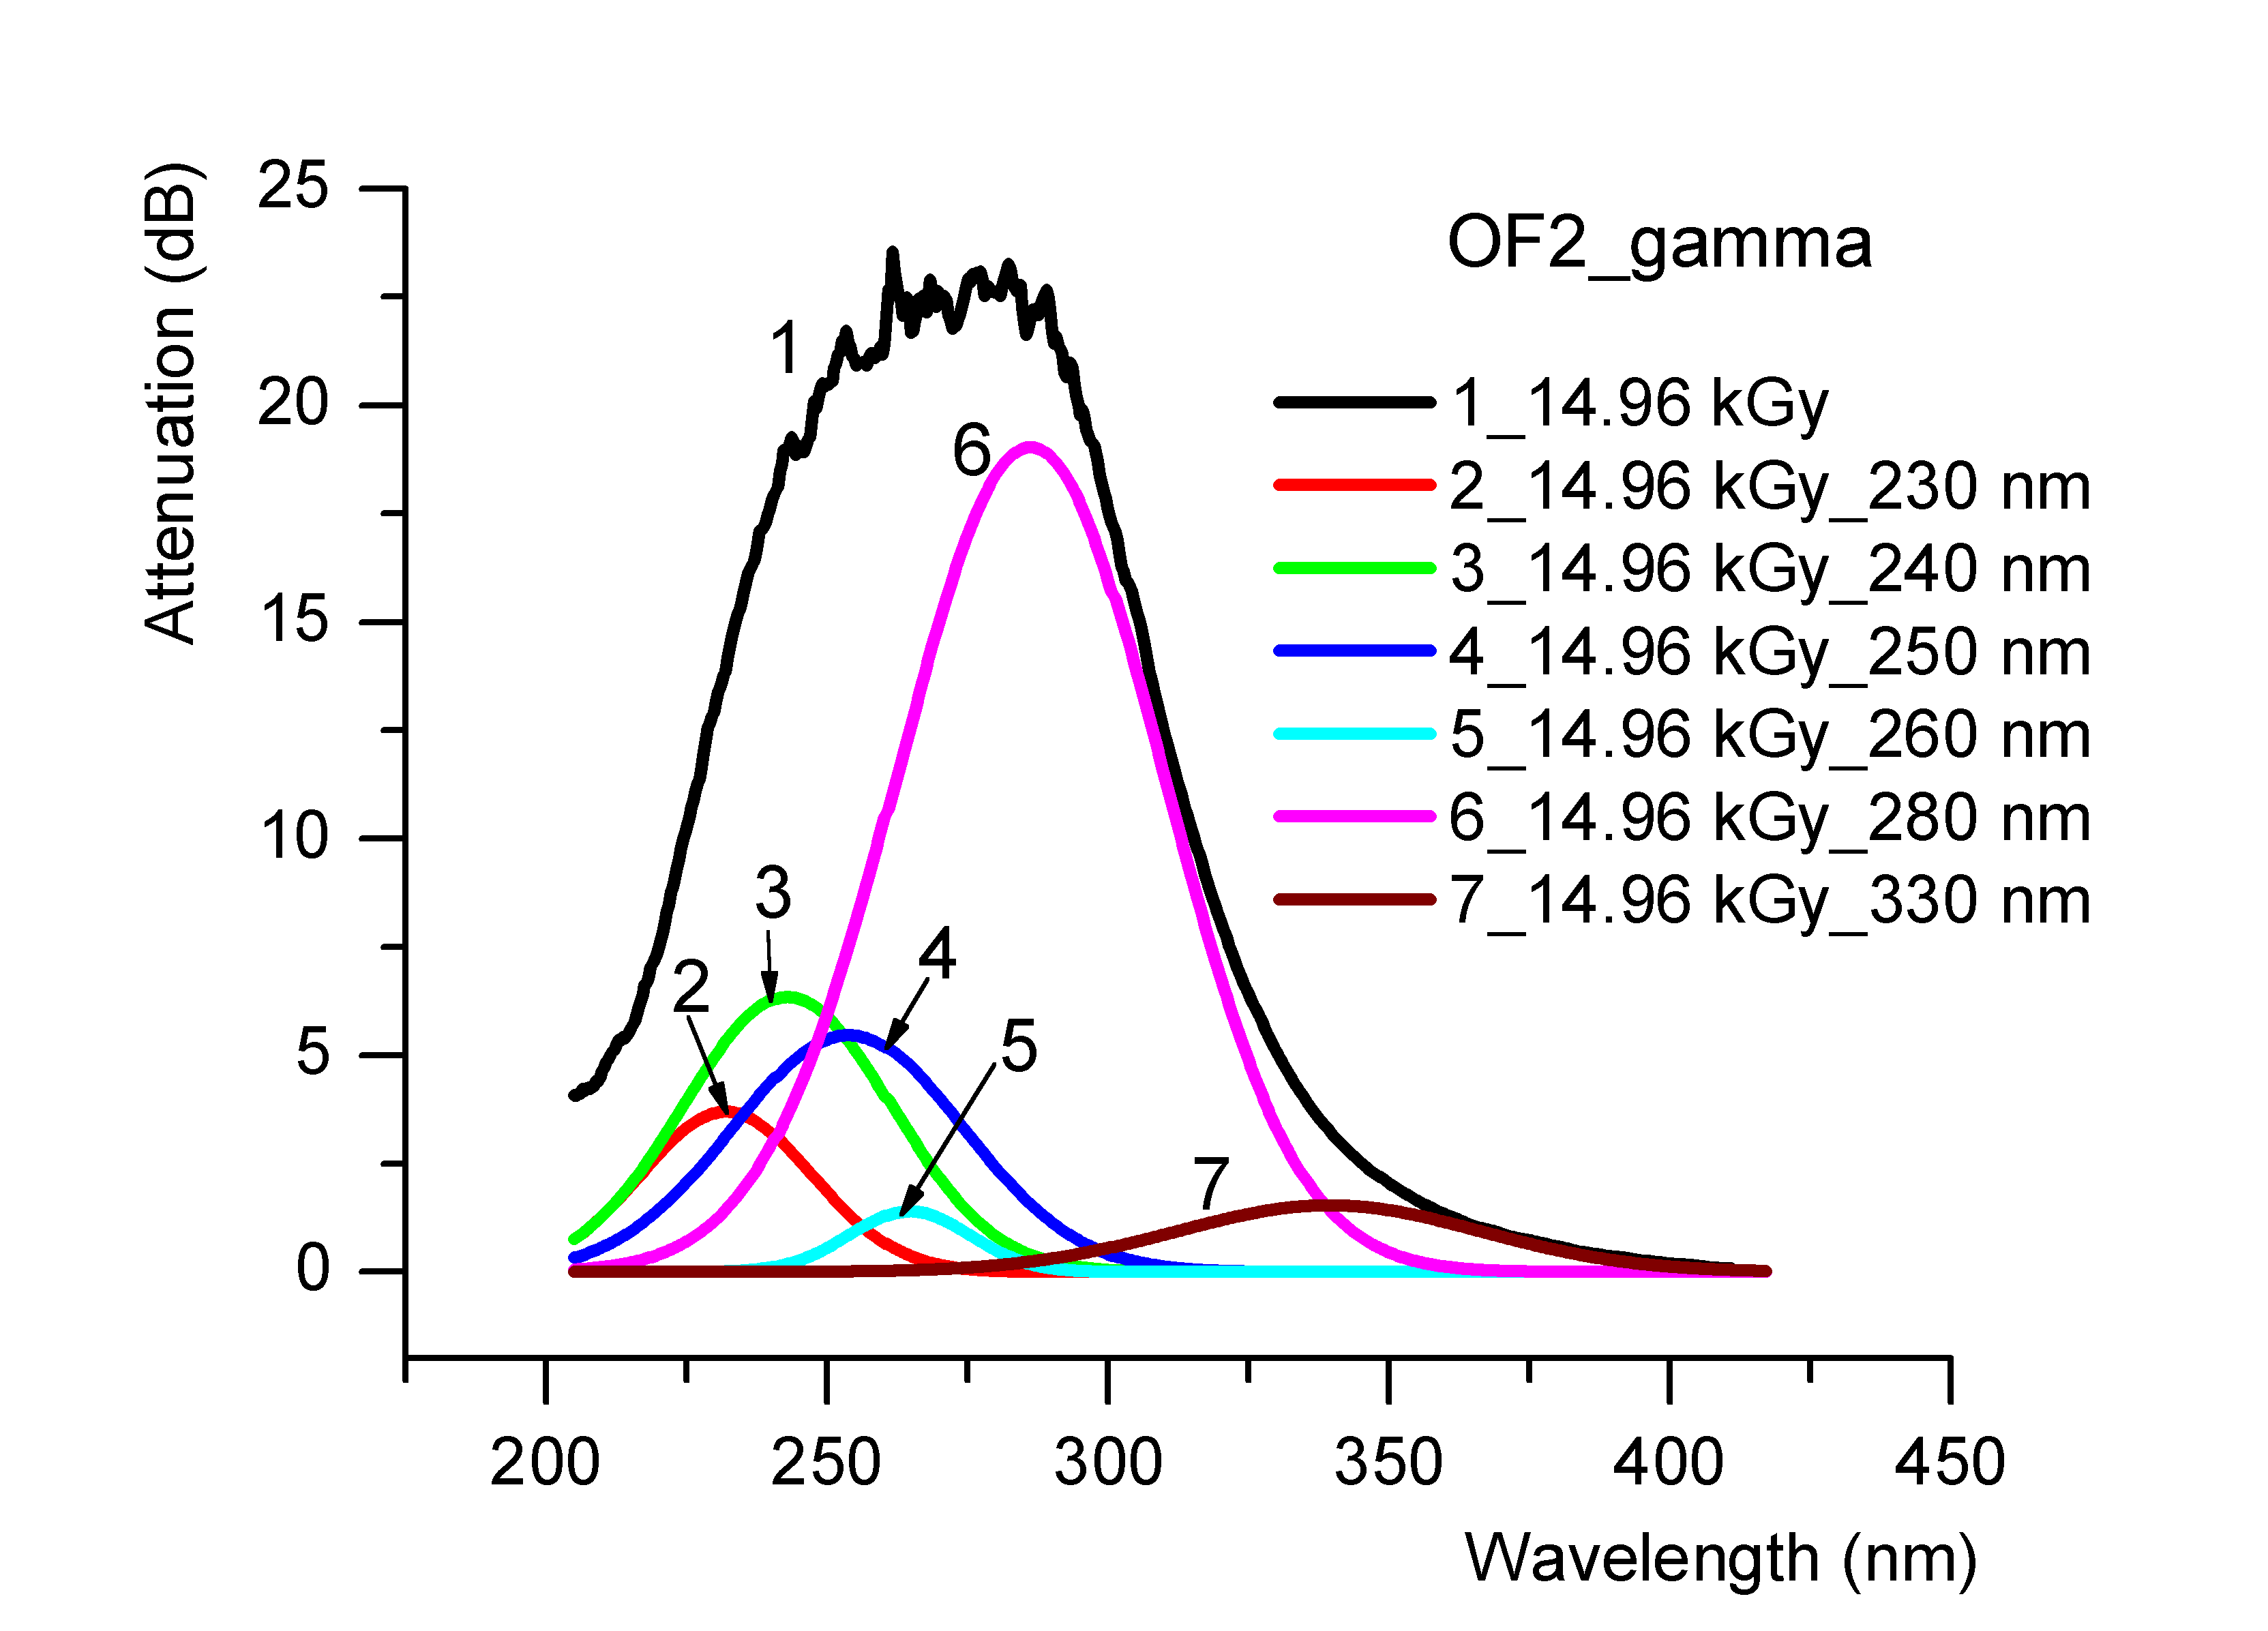 Attenuation (dB)
25
20
15
10
5
0
OF2_gamma
1_14.96 kGy
2_14.96 kGy_230 nm
3_14.96 kGy_240 nm
4_14.96 kGy_250 nm
5_14.96 kGy_260 nm
6_14.96 kGy_280 nm
7_14.96 kGy_330 nm
1
6
3
4
2
5
7
200 250 300 350 400 450
Wavelength (nm)